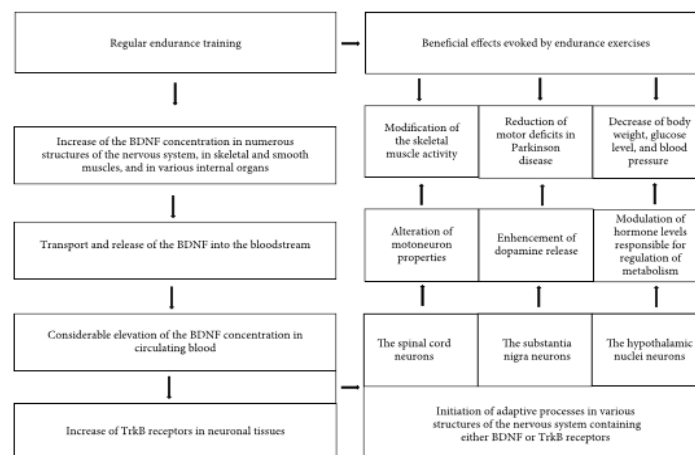 Regular endurance training
Beneficial effects evoked by endurance exercises
Increase of the BDNF concentration in numerous
structures of the nervous system, in skeletal and smooth
muscles, and in various internal organs
Modification of
the skeletal
muscle activity
Reduction of
motor deficits in
Parkinson
disease
Decrease of body
weight, glucose
level, and blood
pressure
Transport and release of the BDNF into the bloodstream
Alteration of
motoneuron
properties
Enhancement of
dopamine release
Modulation of
hormone levels
responsible for
regulation of
metabolism
Considerable elevation of the BDNF concentration in
circulating blood
The spinal cord
neurons
The substantia
nigra neurons
The hypothalamic
nuclei neurons
Increase of TrkB receptors in neuronal tissues
Initiation of adaptive processes in various
structures of the nervous system containing
either BDNF or TrkB receptors